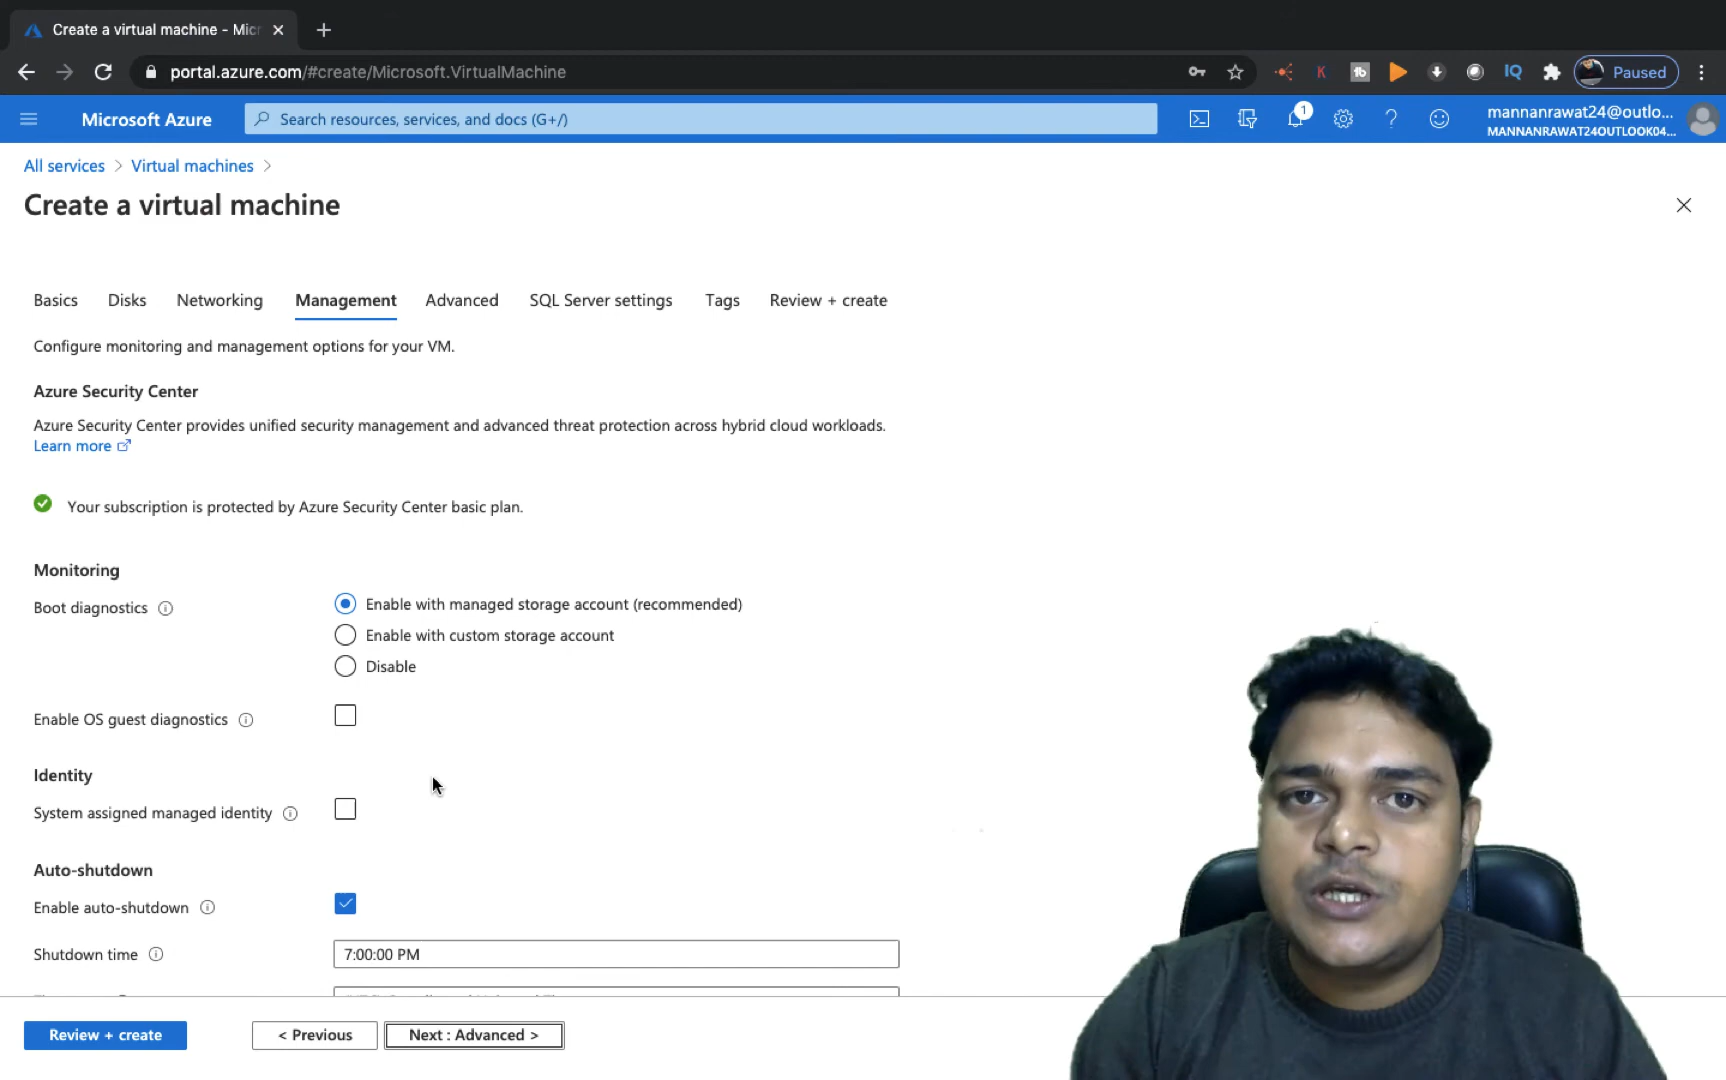 Create a virtual machine - Mic
portal.azure.com/#create/Microsoft.VirtualMachine
K
tb
IQ
Paused
Microsoft Azure
Search resources, services, and docs (G+/)
1
mannanrawat24@outlo...
MANNANRAWAT24OUTLOOK04...
All services > Virtual machines >
Create a virtual machine
Basics Disks Networking Management Advanced SQL Server settings Tags Review + create
Configure monitoring and management options for your VM.
Azure Security Center
Azure Security Center provides unified security management and advanced threat protection across hybrid cloud workloads.
Learn more
Your subscription is protected by Azure Security Center basic plan.
Monitoring
Boot diagnostics
Enable with managed storage account (recommended)
Enable with custom storage account
Disable
Enable OS guest diagnostics
Identity
System assigned managed identity
Auto-shutdown
Enable auto-shutdown
Shutdown time
7:00:00 PM
Review + create
< Previous
Next : Advanced >